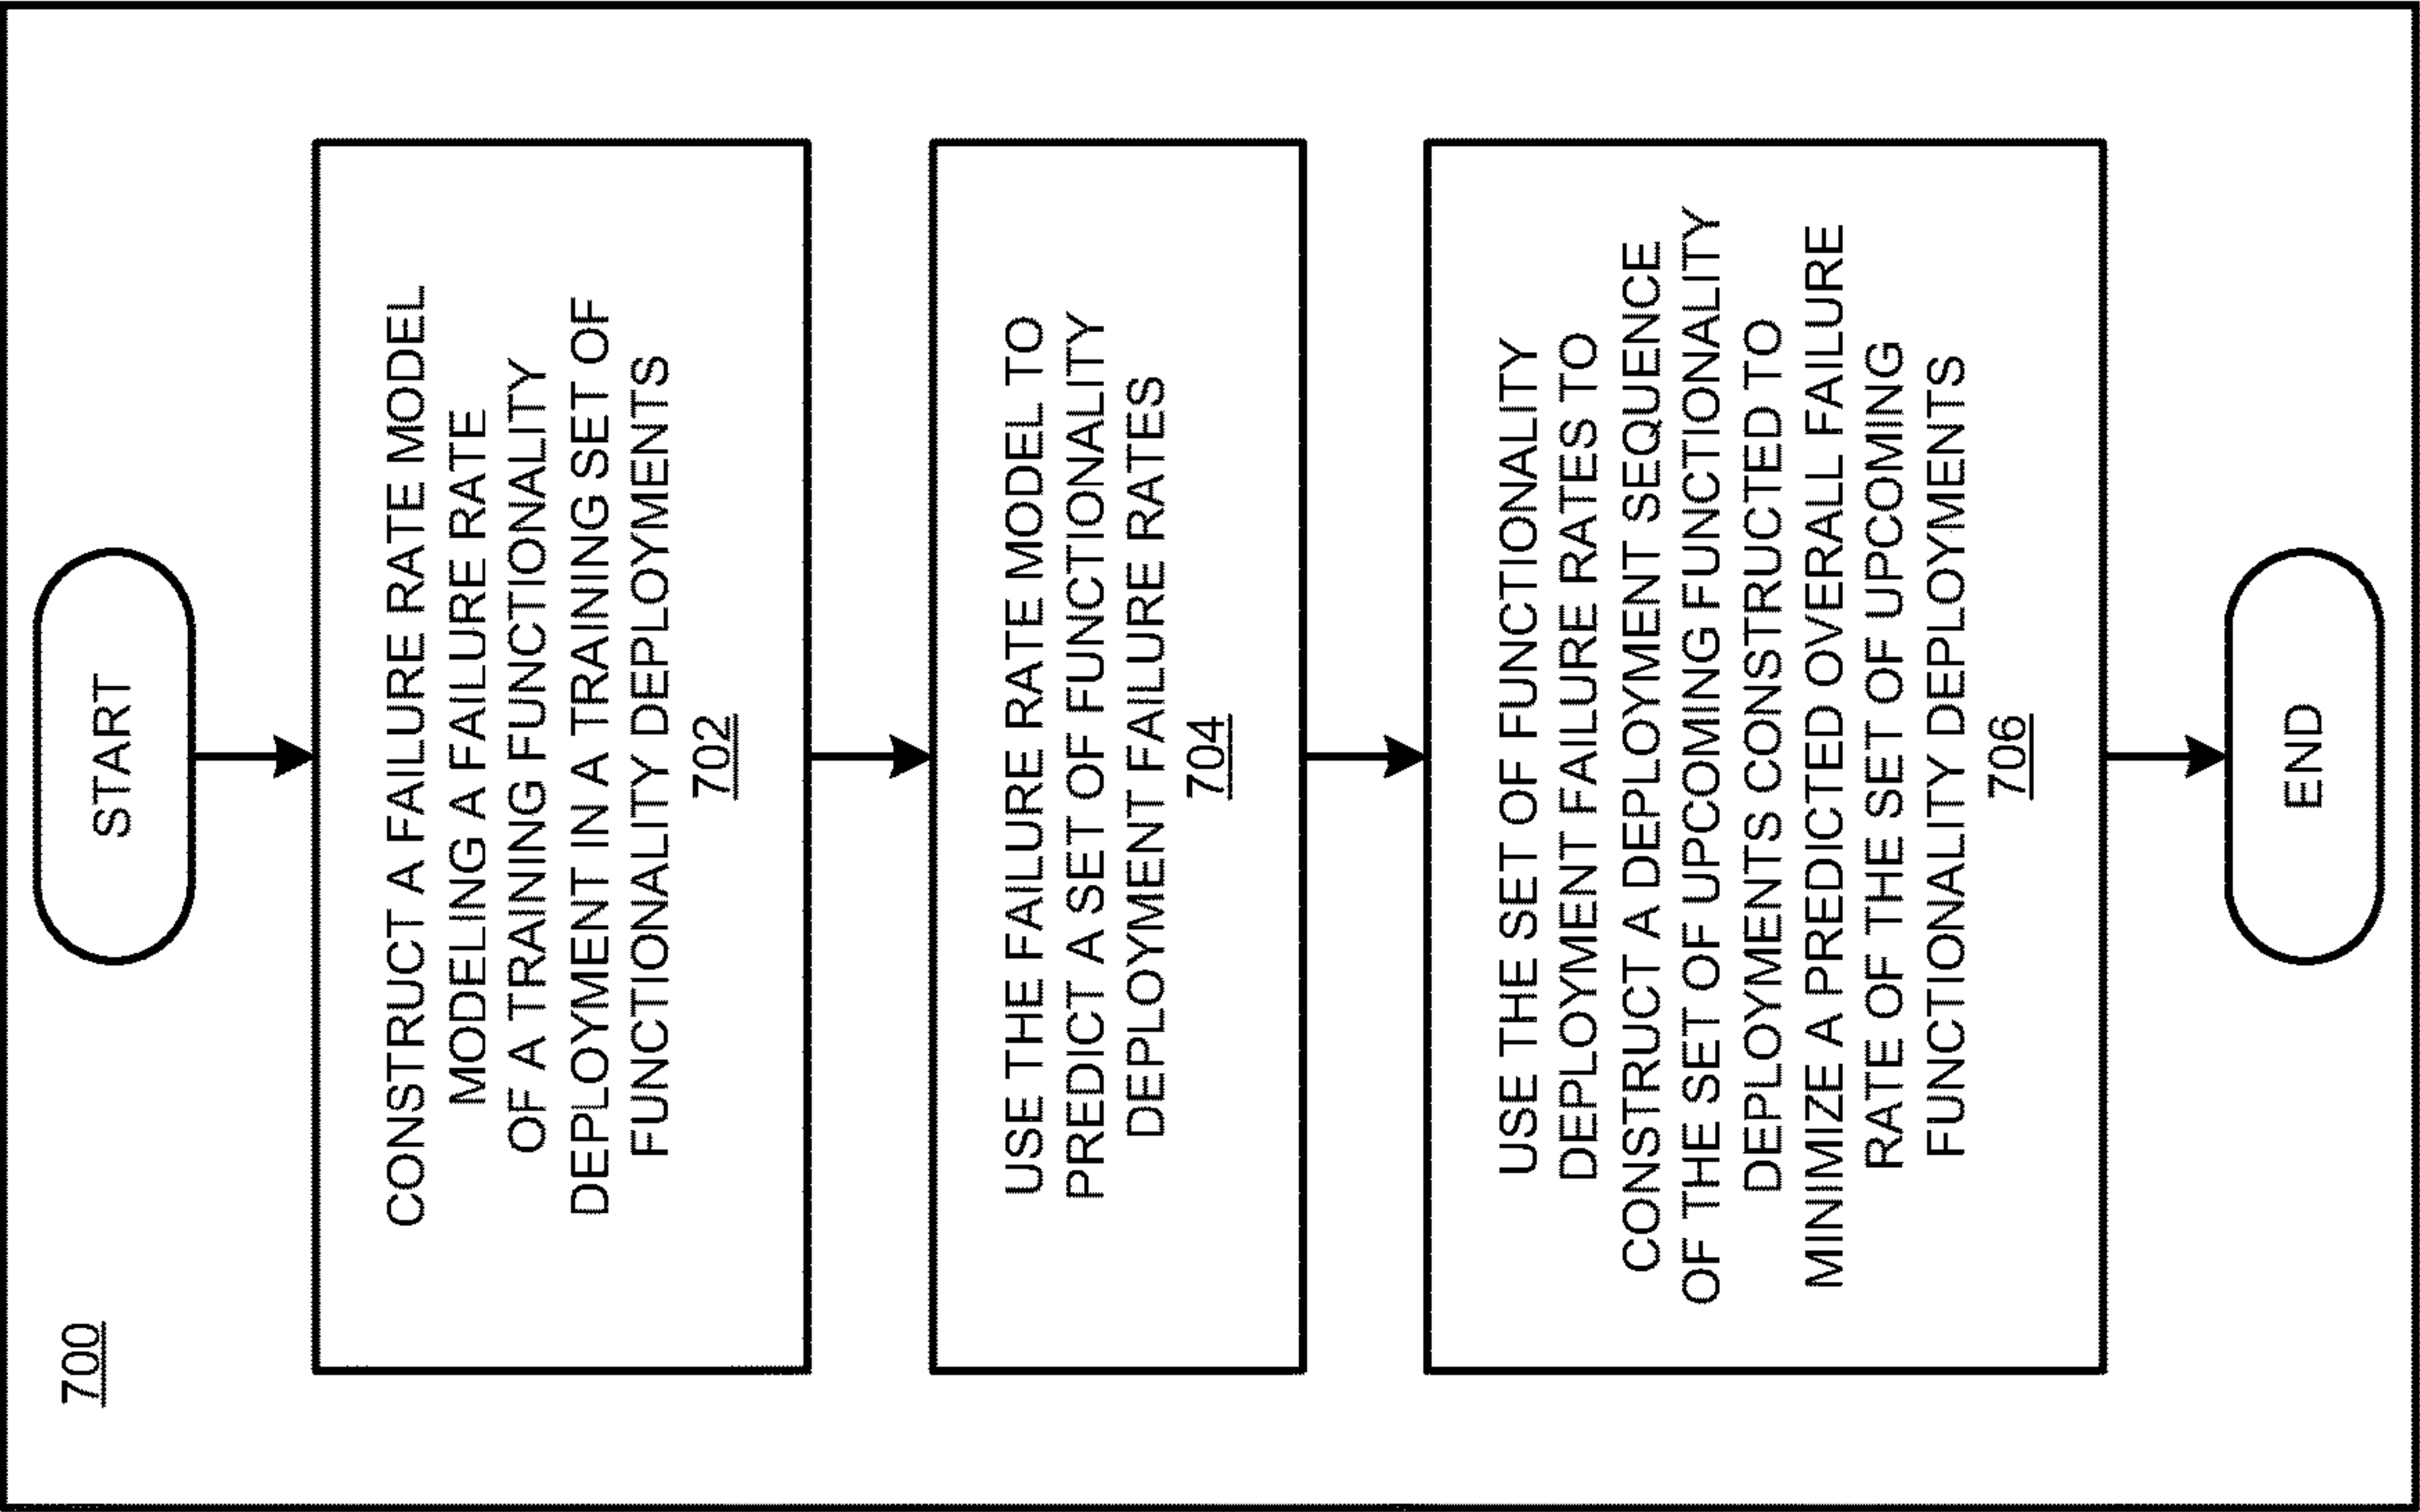 700
START
CONSTRUCT A FAILURE RATE MODEL
MODELING A FAILURE RATE
OF A TRAINING FUNCTIONALITY
DEPLOYMENT IN A TRAINING SET OF
FUNCTIONALITY DEPLOYMENTS
702
USE THE FAILURE RATE MODEL TO
PREDICT A SET OF FUNCTIONALITY
DEPLOYMENT FAILURE RATES
704
USE THE SET OF FUNCTIONALITY
DEPLOYMENT FAILURE RATES TO
CONSTRUCT A DEPLOYMENT SEQUENCE
OF THE SET OF UPCOMING FUNCTIONALITY
DEPLOYMENTS CONSTRUCTED TO
MINIMIZE A PREDICTED OVERALL FAILURE
RATE OF THE SET OF UPCOMING
FUNCTIONALITY DEPLOYMENTS
706
END